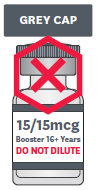 GREY CAP
15/15mcg
Booster 16+ Years
DO NOT DILUTE